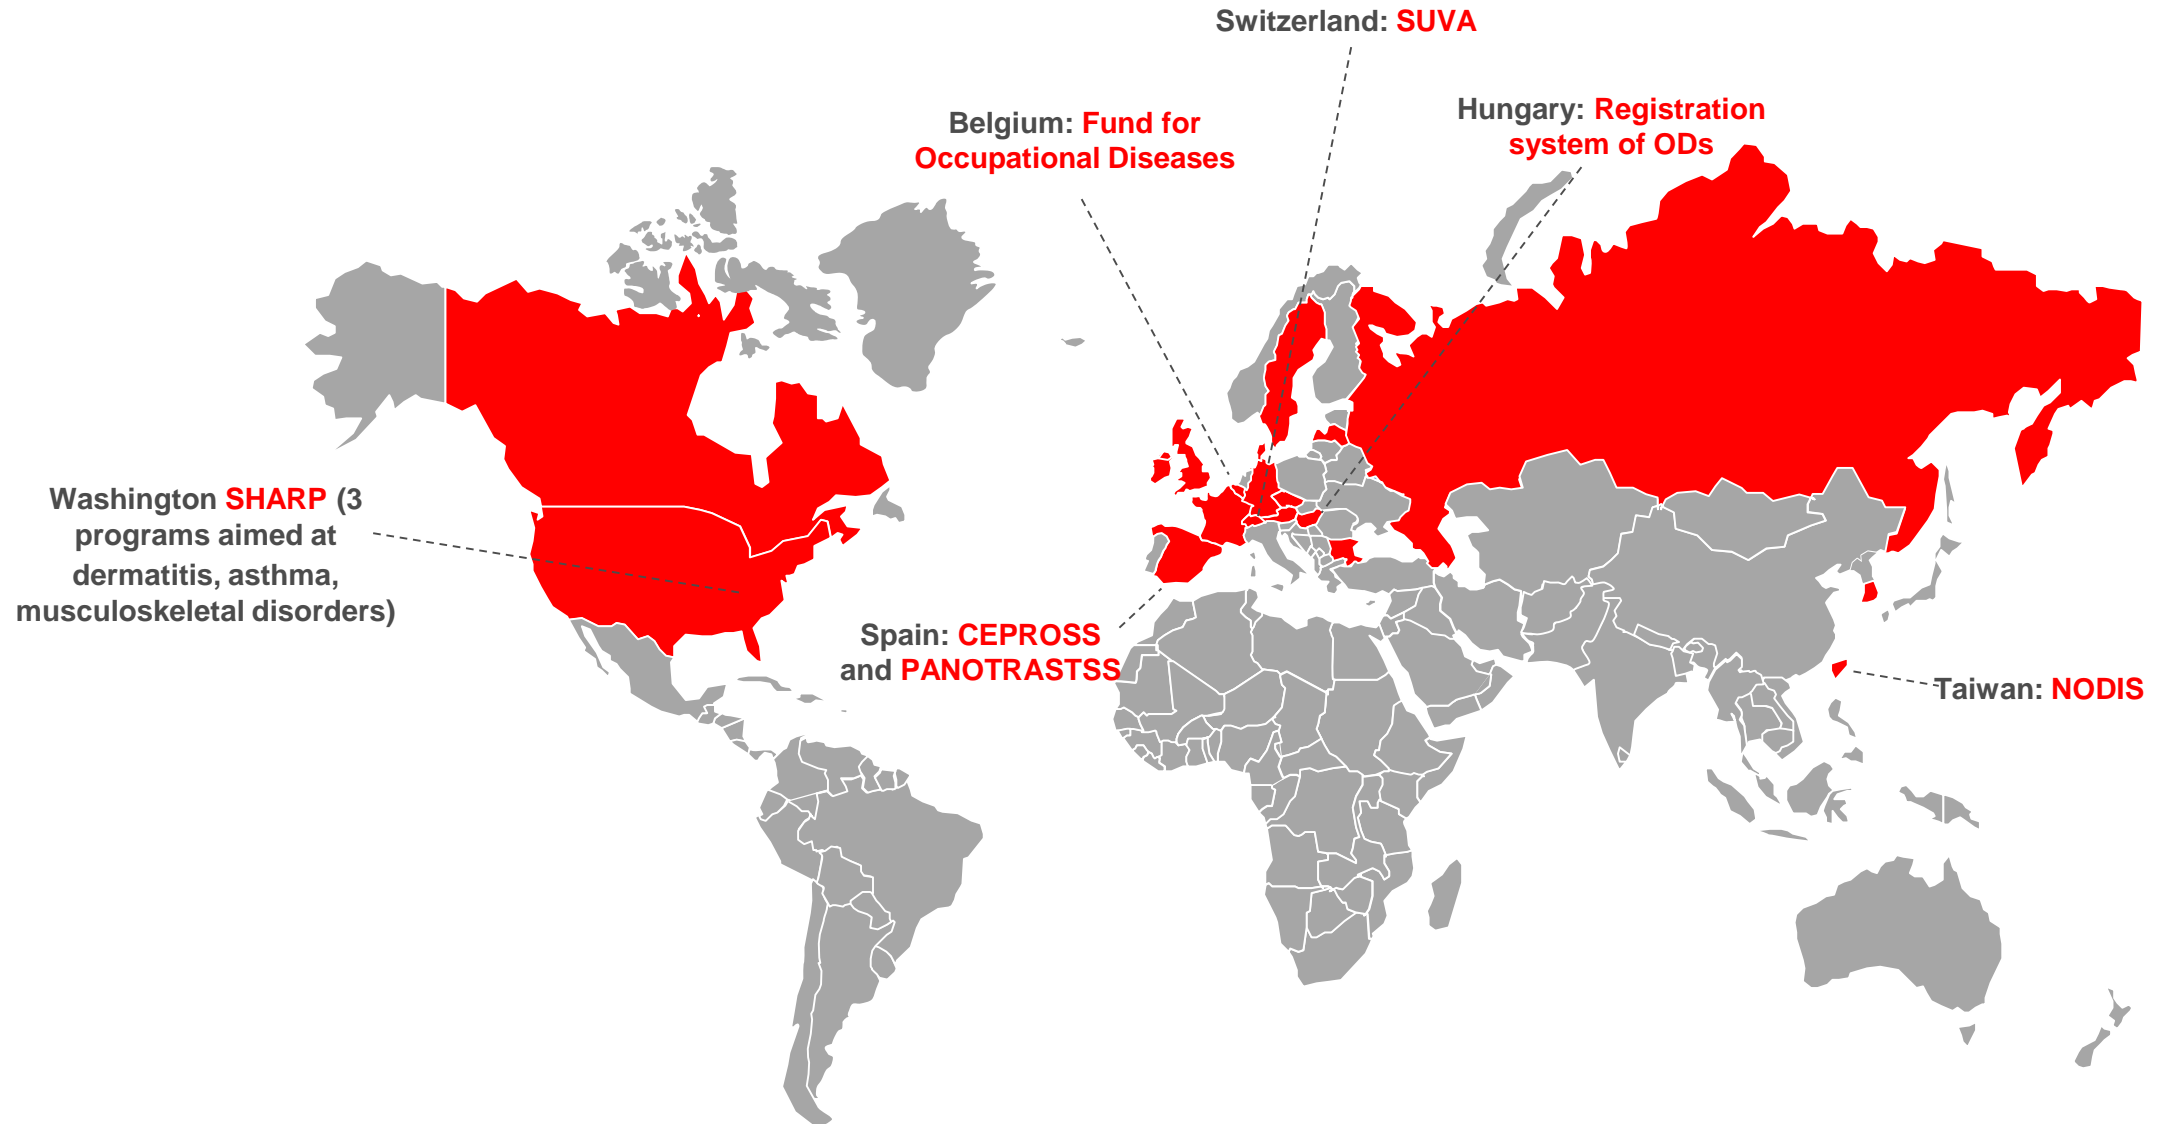 Switzerland: SUVA
Belgium: Fund for
Occupational Diseases
Hungary: Registration
system of ODs
Washington SHARP (3
programs aimed at
dermatitis, asthma,
musculoskeletal disorders)
Spain: CEPROSS
and PANOTRASTSS
Taiwan: NODIS